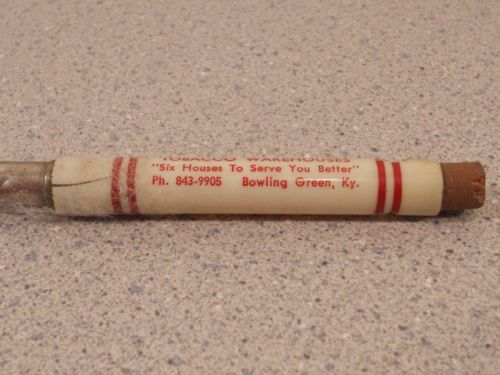 TOBACCO WAREHOUSES
"Six Houses To Serve You Better"
Ph. 843-9905 Bowling Green, Ky.